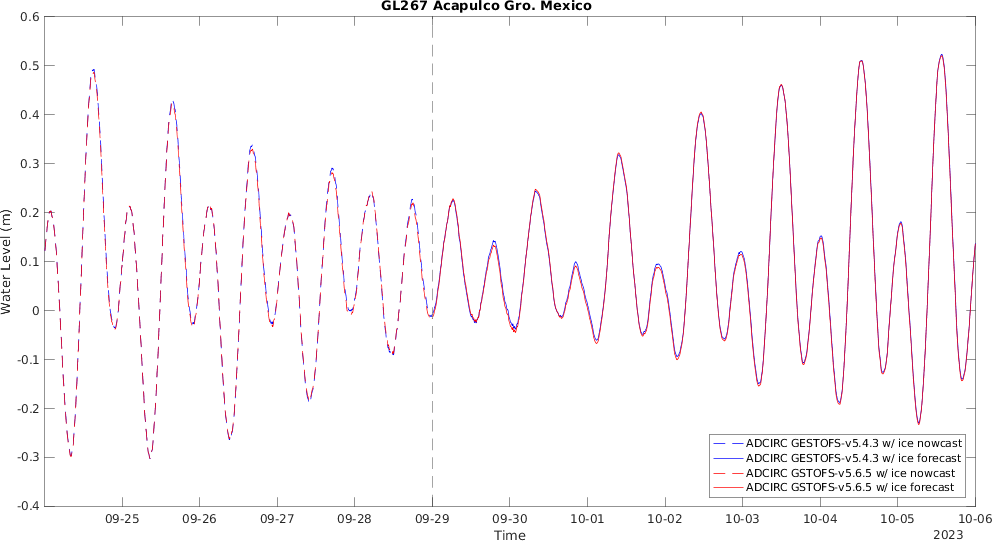 GL267 Acapulco Gro. Mexico
0.6
0.5
0.4
0.3
0.2
0.1
0
-0.1
-0.2
-0.3
-0.4
Water Level (m)
ADCIRC GESTOFS-v5.4.3 w/ ice nowcast
ADCIRC GESTOFS-v5.4.3 w/ ice forecast
ADCIRC GSTOFS-v5.6.5 w/ ice nowcast
ADCIRC GSTOFS-v5.6.5 w/ ice forecast
09-25 09-26 09-27 09-28 09-29 09-30 10-01 10-02 10-03 10-04 10-05 10-06
Time
2023